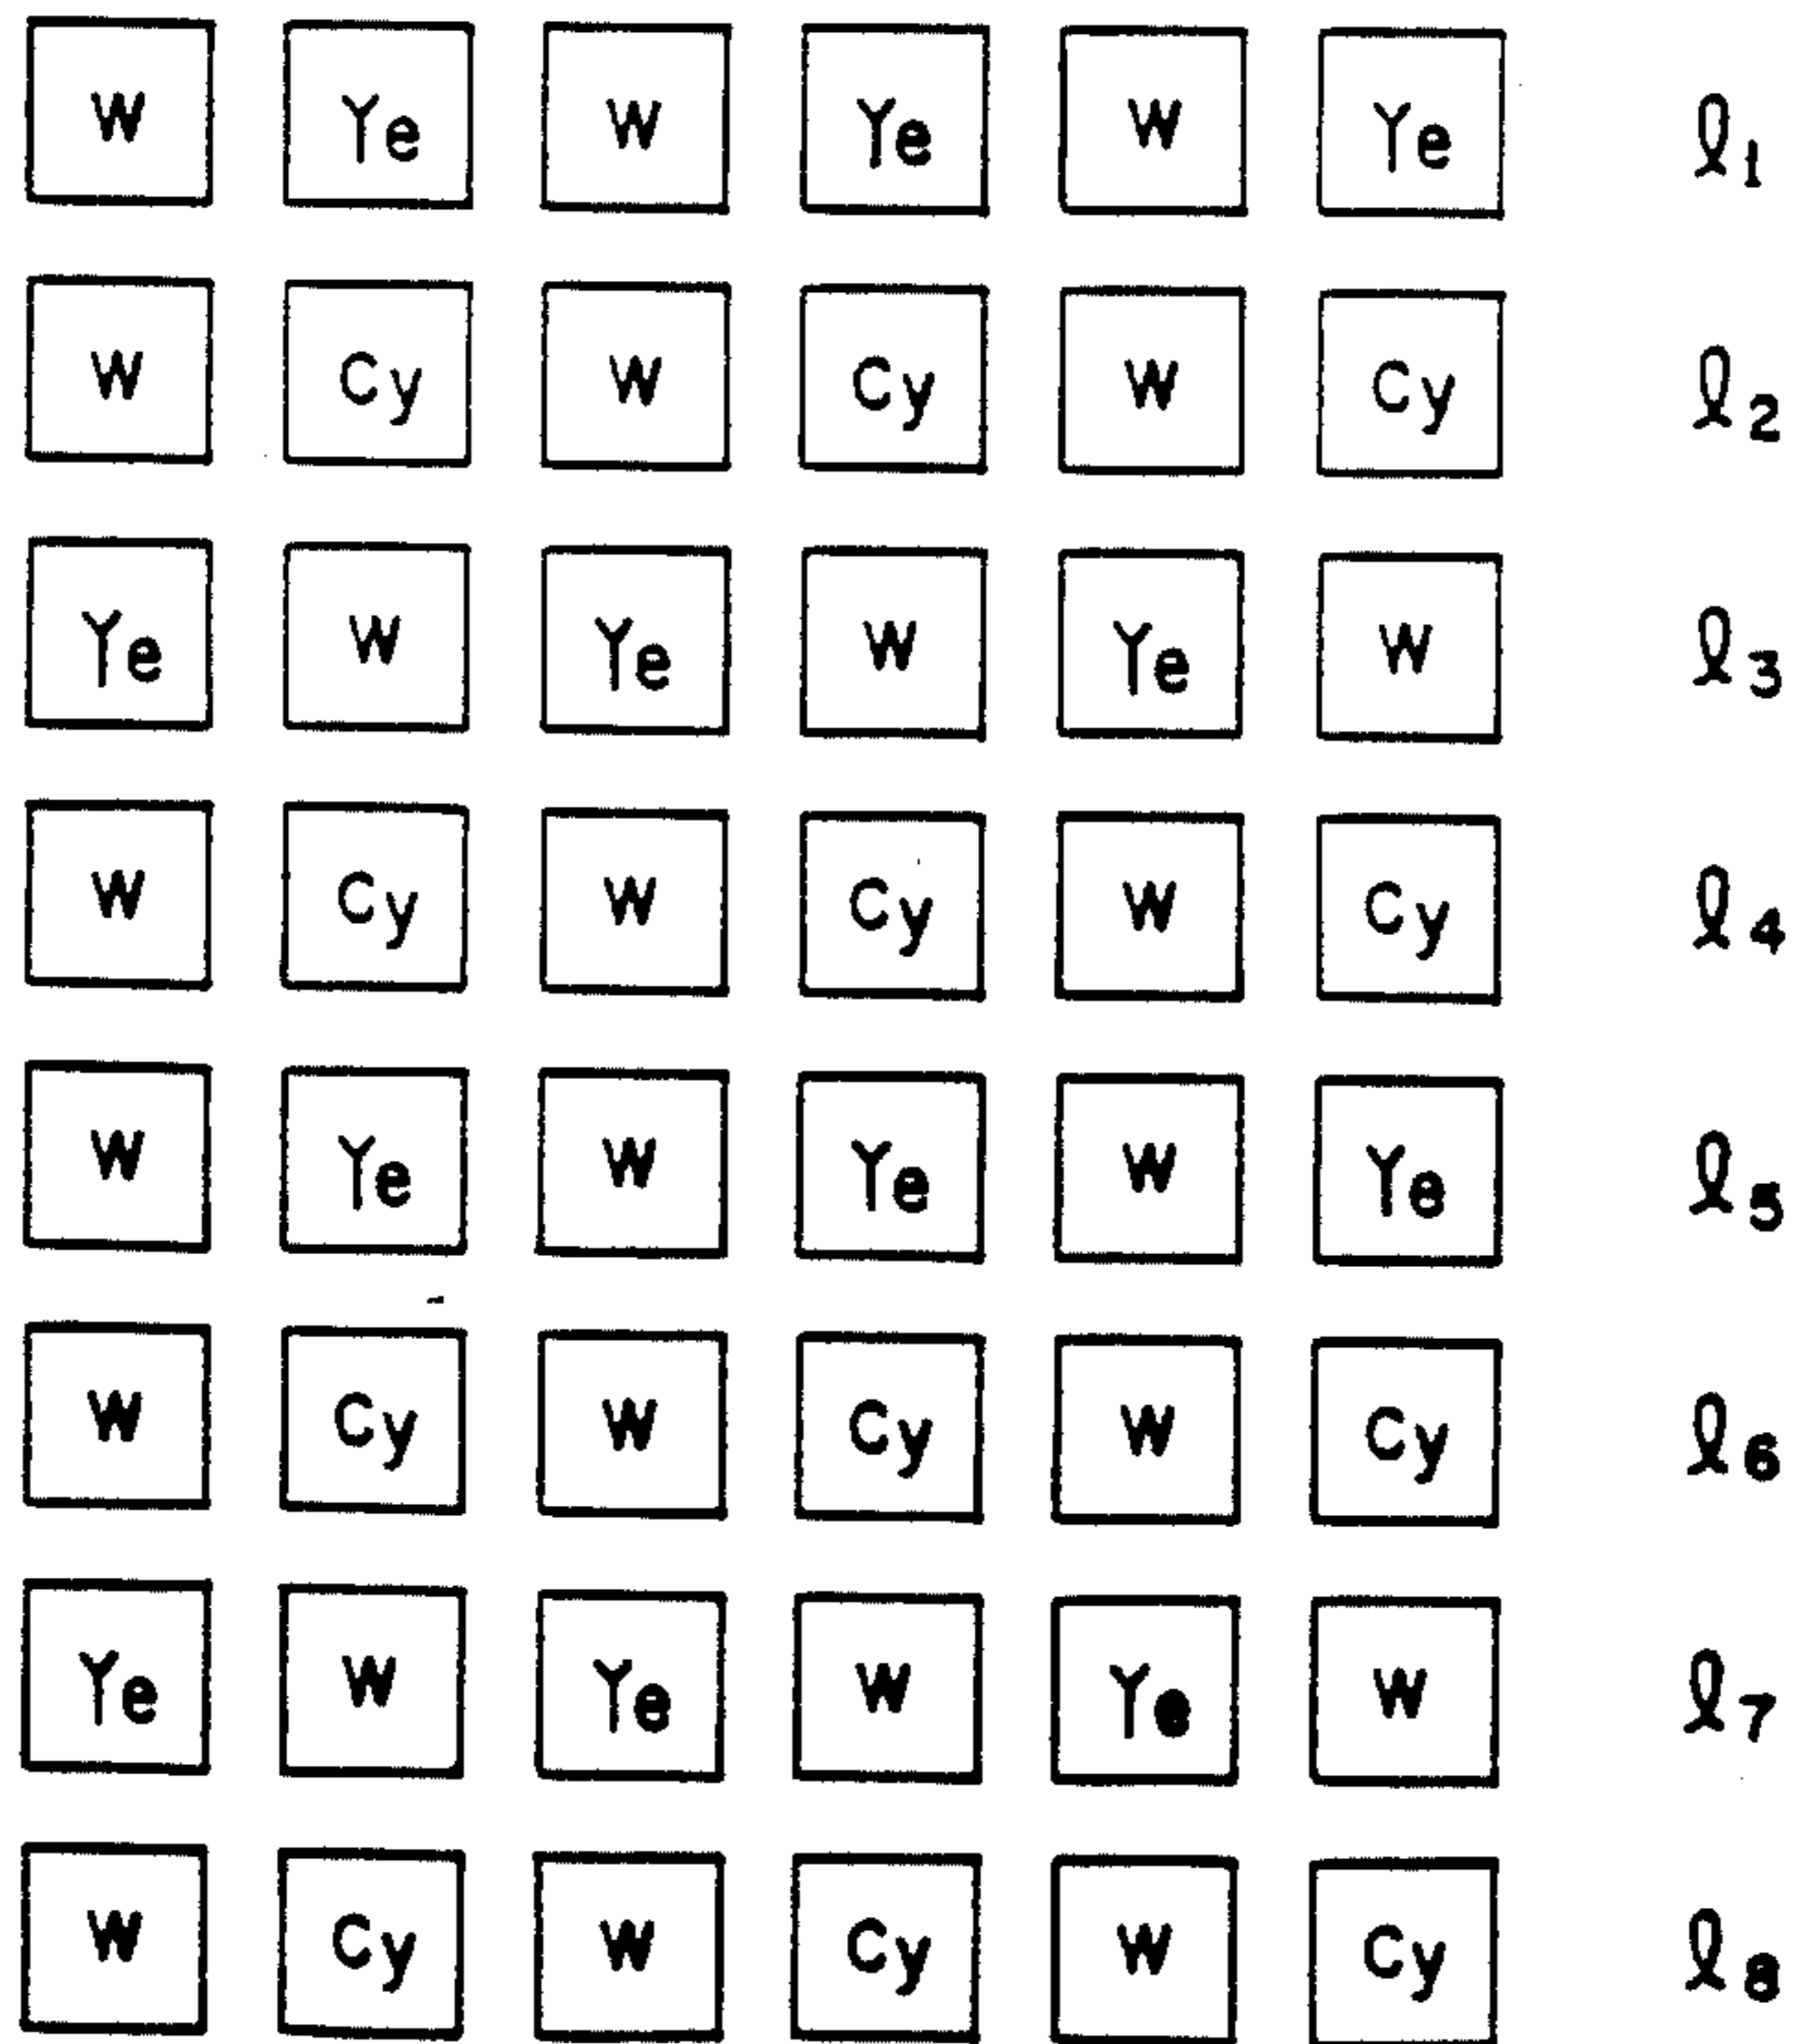 W Ye W Ye W Ye ℓ1
W Cy W Cy W Cy ℓ2
Ye W Ye W Ye W ℓ3
W Cy W Cy W Cy ℓ4
W Ye W Ye W Ye ℓ5
W Cy W Cy W Cy ℓ6
Ye W Ye W Ye W ℓ7
W Cy W Cy W Cy ℓ8